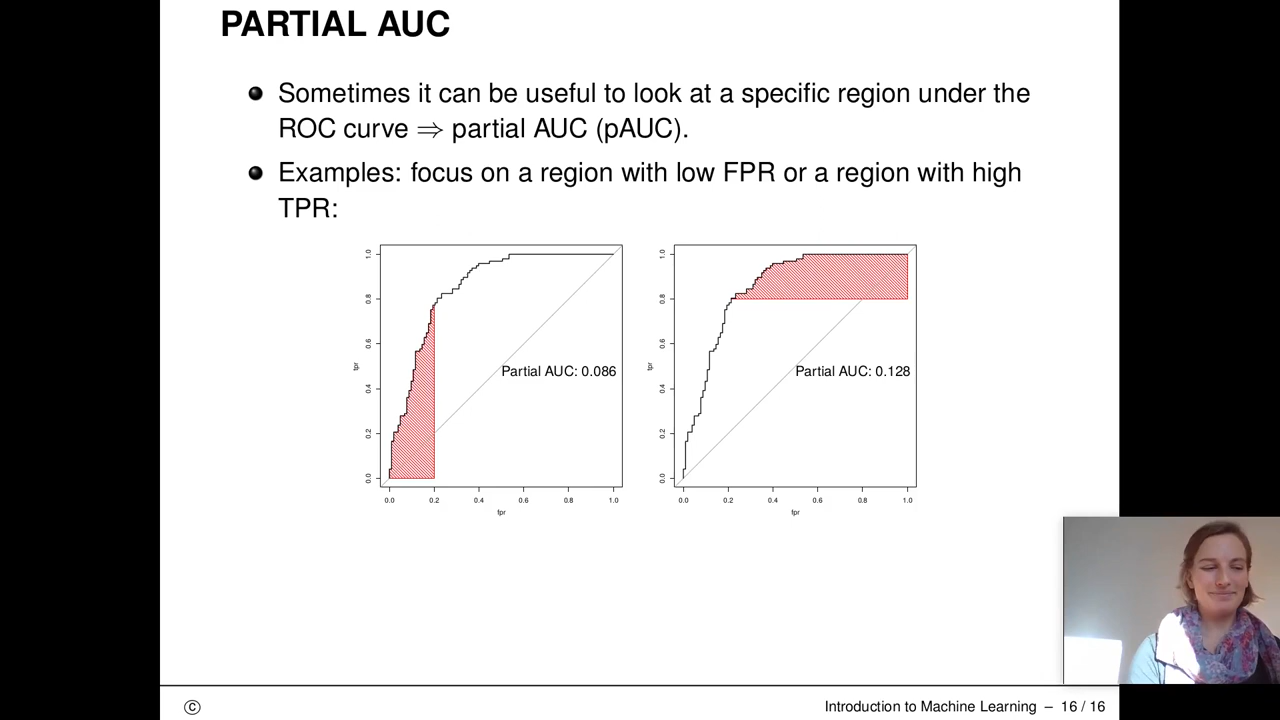 PARTIAL AUC
Sometimes it can be useful to look at a specific region under the
ROC curve ⇒ partial AUC (pAUC).
Examples: focus on a region with low FPR or a region with high
TPR:
1.0
0.8
0.6
0.4
0.2
0.0
tpr
Partial AUC: 0.086
0.0 0.2 0.4 0.6 0.8 1.0
fpr
1.0
0.8
0.6
0.4
0.2
0.0
tpr
Partial AUC: 0.128
0.0 0.2 0.4 0.6 0.8 1.0
fpr
© Introduction to Machine Learning – 16 / 16